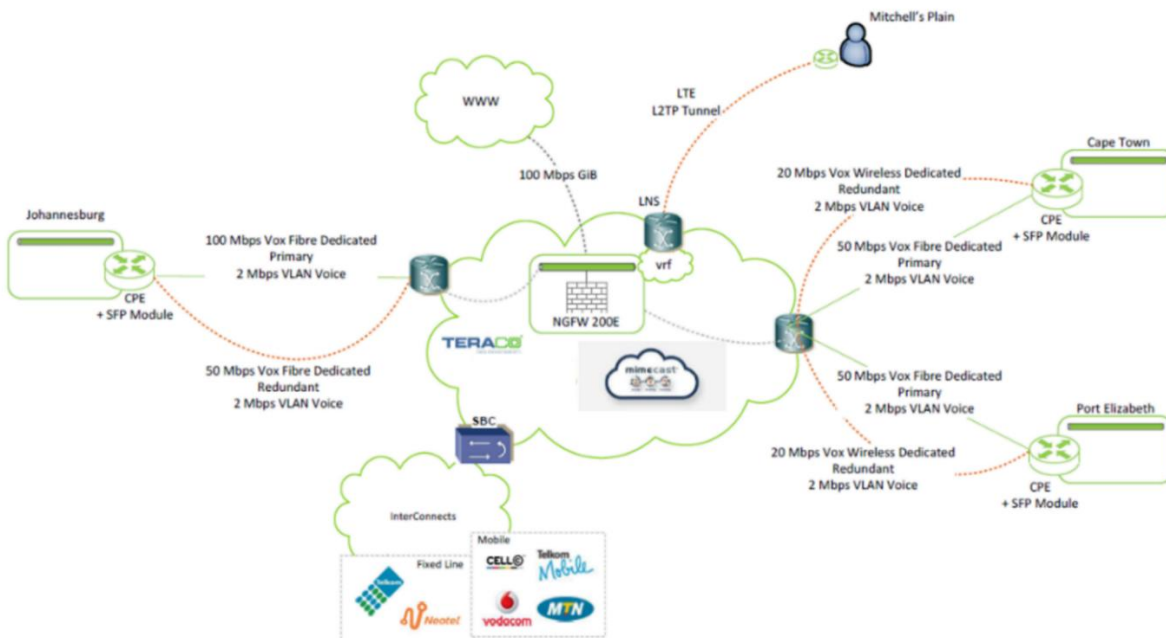 Mitchell's Plain
WWW
LTE
L2TP Tunnel
Cape Town
100 Mbps GiB
20 Mbps Vox Wireless Dedicated
Redundant
2 Mbps VLAN Voice
LNS
CPE
+ SFP Module
Johannesburg
100 Mbps Vox Fibre Dedicated
Primary
2 Mbps VLAN Voice
50 Mbps Vox Fibre Dedicated
Primary
2 Mbps VLAN Voice
vrf
CPE
+ SFP Module
NGFW 200E
TERACO
mimecast
50 Mbps Vox Fibre Dedicated
Redundant
2 Mbps VLAN Voice
50 Mbps Vox Fibre Dedicated
Primary
2 Mbps VLAN Voice
Port Elizabeth
SBC
20 Mbps Vox Wireless Dedicated
Redundant
2 Mbps VLAN Voice
CPE
+ SFP Module
InterConnects
Mobile
Fixed Line
CELL C
Telkom
Mobile
Telkom
Neotel
vodacom
MTN